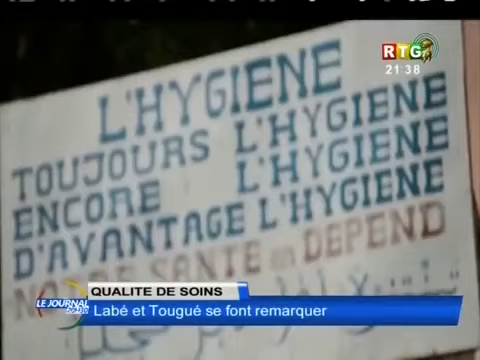 RTG
21:38
L'HYGIENE
TOUJOURS L'HYGIENE
ENCORE L'HYGIENE
D'AVANTAGE L'HYGIENE
NOTRE SANTE en DEPEND
QUALITE DE SOINS
LE JOURNAL
Labé et Tougué se font remarquer